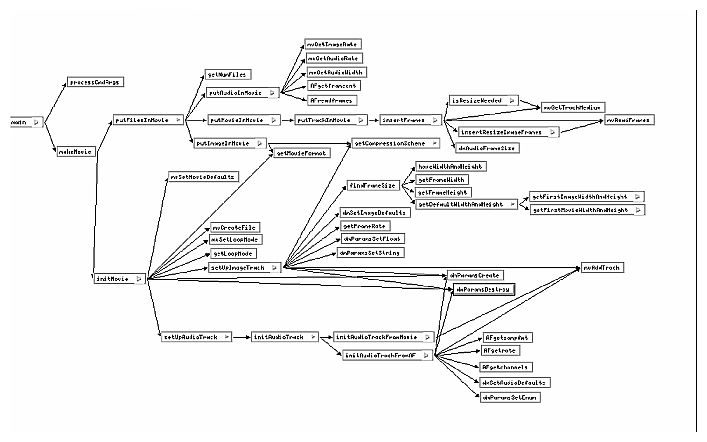 main
processCmdArgs
makeMovie
putFilesInMovie
initMovie
getNumFiles
putAudioInMovie
putMovieInMovie
putImageInMovie
mvGetImageRate
mvGetAudioRate
mvGetAudioWidth
AFgetframecnt
AFreadframes
putTrackInMovie
insertFrames
isResizeNeeded
mvGetTrackMedium
mvReadFrames
insertResizeImageFrames
dmAudioFrameSize
getMovieFormat
getCompressionScheme
mvSetMovieDefaults
mvCreateFile
mvSetLoopMode
getLoopMode
setUpImageTrack
findFrameSize
haveWidthAndHeight
getFrameWidth
getFrameHeight
getDefaultWidthAndHeight
getFirstImageWidthAndHeight
getFirstMovieWidthAndHeight
dmSetImageDefaults
getFrameRate
dmParamsSetFloat
dmParamsSetString
dmParamsCreate
dmParamsDestroy
mvAddTrack
setUpAudioTrack
initAudioTrack
initAudioTrackFromMovie
initAudioTrackFromAF
AFgetsampfmt
AFgetrate
AFgetchannels
dmSetAudioDefaults
dmParamsSetEnum